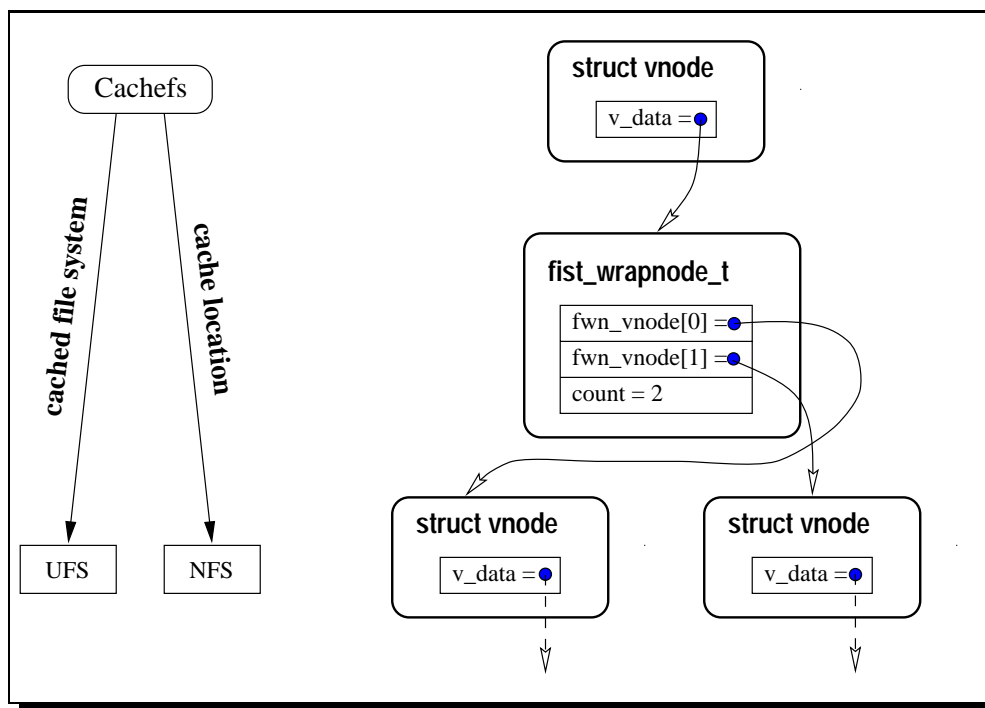 Cachefs
cached file system
cache location
UFS
NFS
struct vnode
v_data =
fist_wrapnode_t
fwn_vnode[0] =
fwn_vnode[1] =
count = 2
struct vnode
v_data =
struct vnode
v_data =